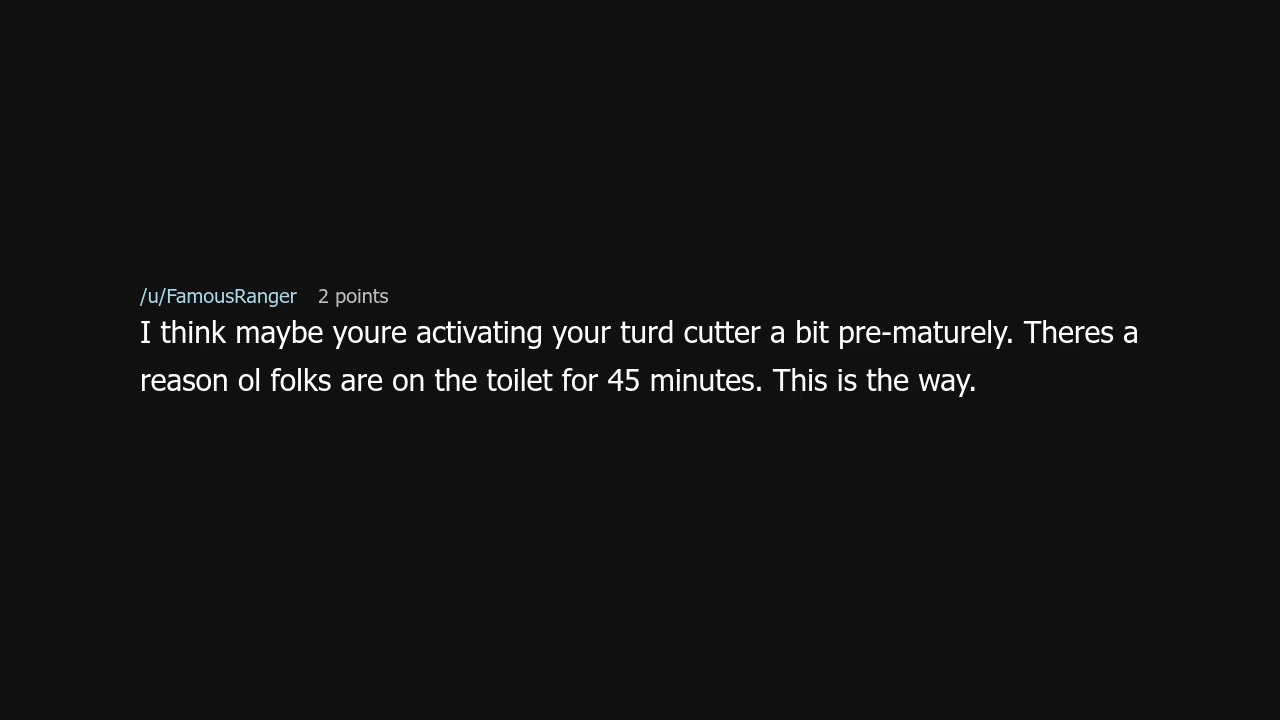 /u/FamousRanger 2 points
I think maybe youre activating your turd cutter a bit pre-maturely. Theres a
reason ol folks are on the toilet for 45 minutes. This is the way.